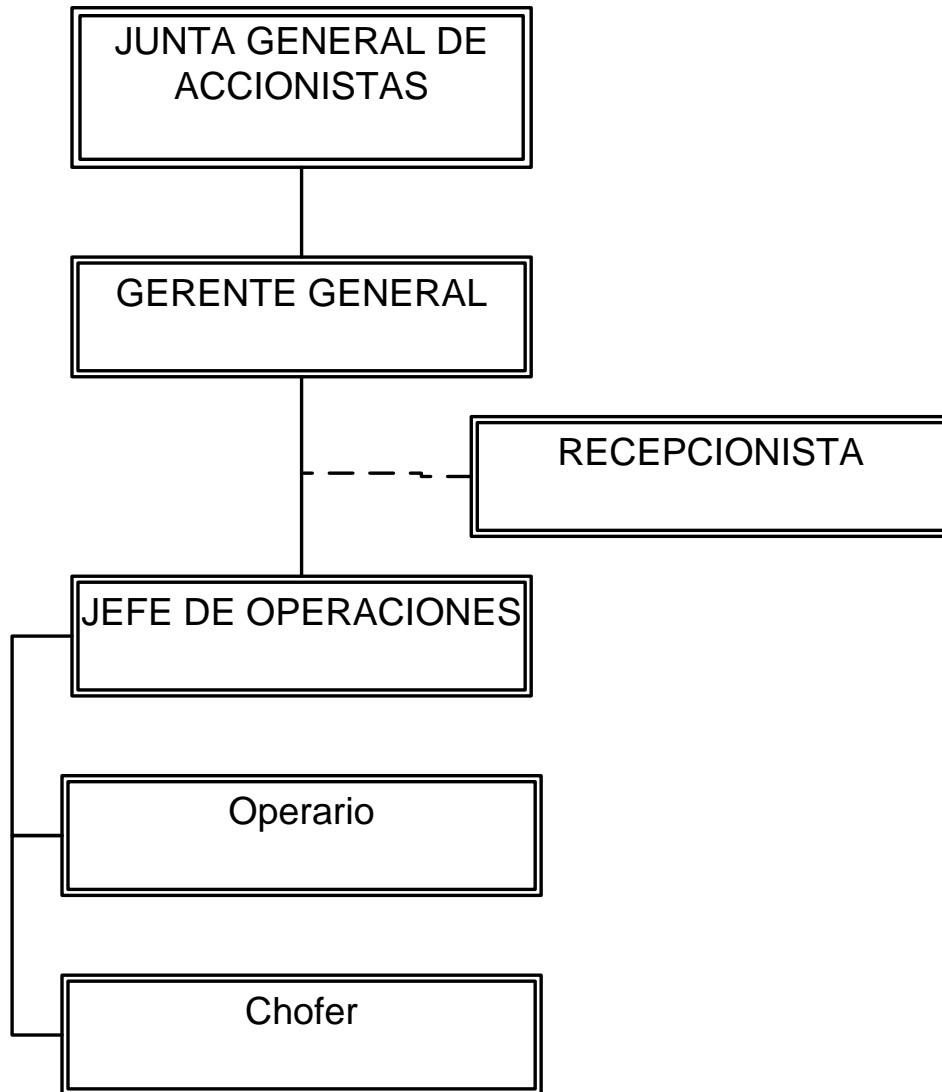 JUNTA GENERAL DE
ACCIONISTAS
GERENTE GENERAL
RECEPCIONISTA
JEFE DE OPERACIONES
Operario
Chofer